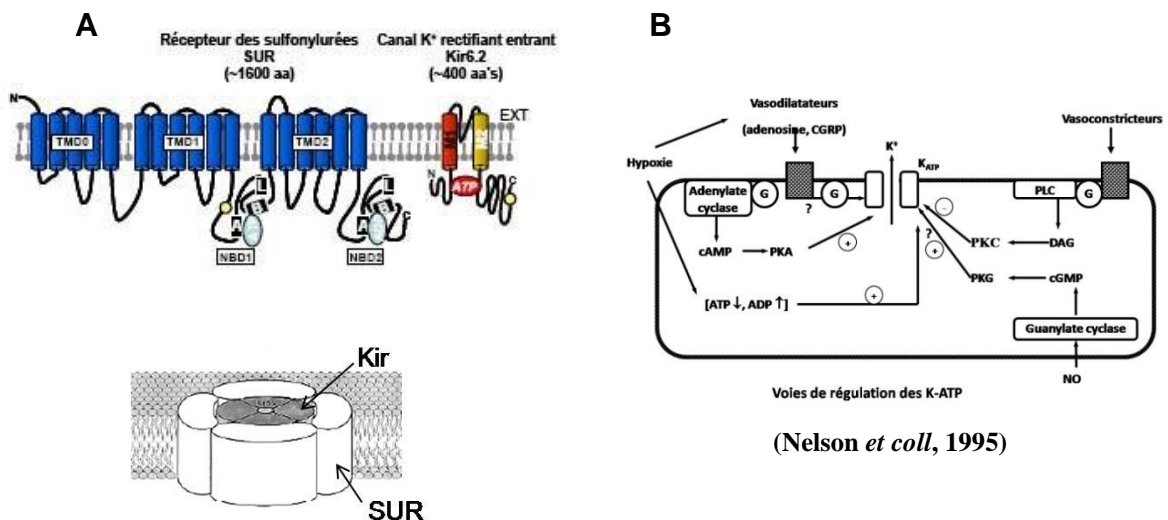 A
Récepteur des sulfonylurées
SUR
(~1600 aa)
Canal K⁺ rectifiant entrant
Kir6.2
(~400 aa's)
N
EXT
TMD0
TMD1
TMD2
N
ATP
C
L
B
A
NBD1
L
B
A
C
NBD2
Kir
SUR
B
Vasodilatateurs
(adenosine, CGRP)
Vasoconstricteurs
Hypoxie
K⁺
K_ATP
Adenylate
cyclase
G
G
?
PLC
G
cAMP
PKA
+
-
?
+
PKC
DAG
PKG
cGMP
[ATP ↓, ADP ↑]
+
Guanylate cyclase
NO
Voies de régulation des K-ATP
(Nelson et coll, 1995)